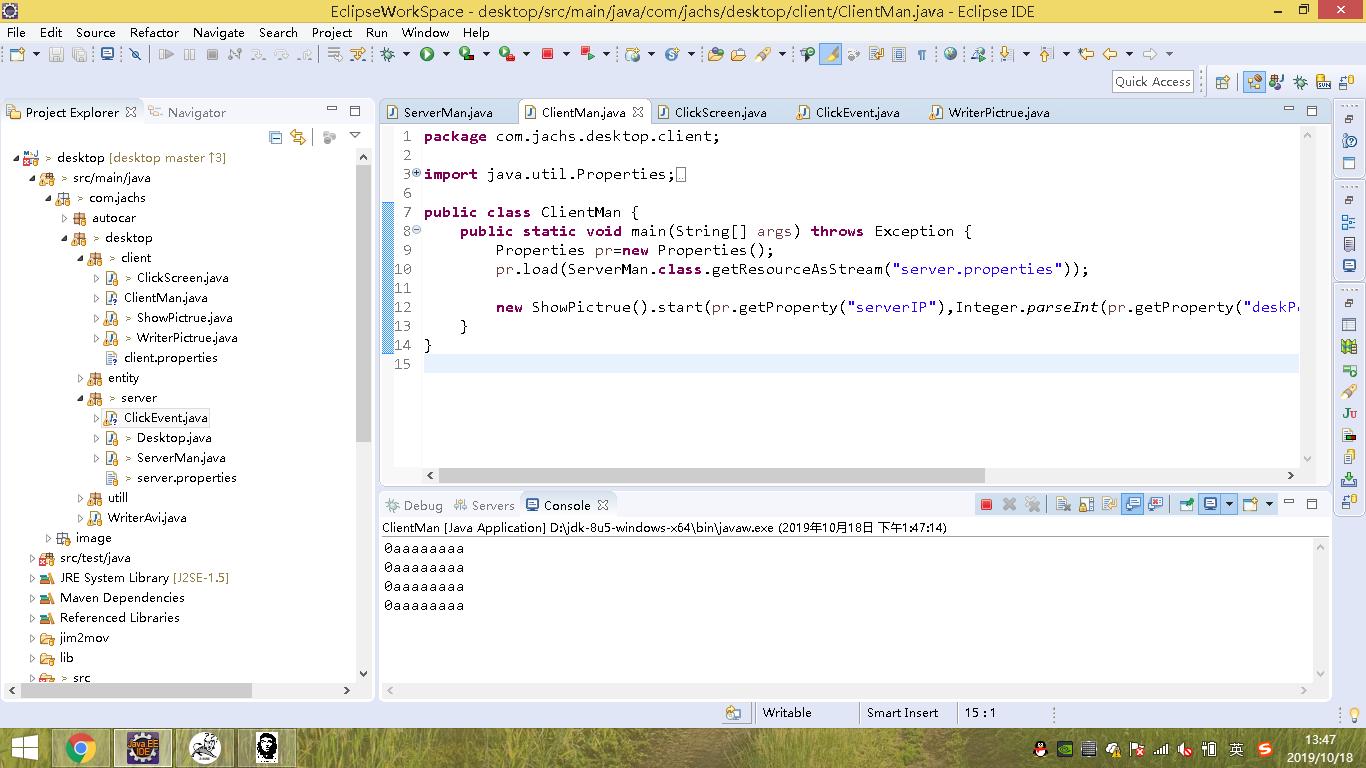 EclipseWorkSpace - desktop/src/main/java/com/jachs/desktop/client/ClientMan.java - Eclipse IDE
File Edit Source Refactor Navigate Search Project Run Window Help
Quick Access
Project Explorer Navigator
> desktop [desktop master ↑3]
> src/main/java
> com.jachs
autocar
> desktop
> client
> ClickScreen.java
ClientMan.java
> ShowPictrue.java
> WriterPictrue.java
client.properties
entity
> server
ClickEvent.java
> Desktop.java
> ServerMan.java
> server.properties
utill
WriterAvi.java
image
src/test/java
JRE System Library [J2SE-1.5]
Maven Dependencies
Referenced Libraries
jim2mov
lib
> src
ServerMan.java ClientMan.java ClickScreen.java ClickEvent.java WriterPictrue.java
1 package com.jachs.desktop.client;
2
3 import java.util.Properties;
6
7 public class ClientMan {
8 public static void main(String[] args) throws Exception {
9 Properties pr=new Properties();
10 pr.load(ServerMan.class.getResourceAsStream("server.properties"));
11
12 new ShowPictrue().start(pr.getProperty("serverIP"),Integer.parseInt(pr.getProperty("deskP
13 }
14 }
15
Debug Servers Console
ClientMan [Java Application] D:\jdk-8u5-windows-x64\bin\javaw.exe (2019年10月18日 下午1:47:14)
0aaaaaaaa
0aaaaaaaa
0aaaaaaaa
0aaaaaaaa
Writable Smart Insert 15 : 1
Java EE
IDE
英
13:47
2019/10/18